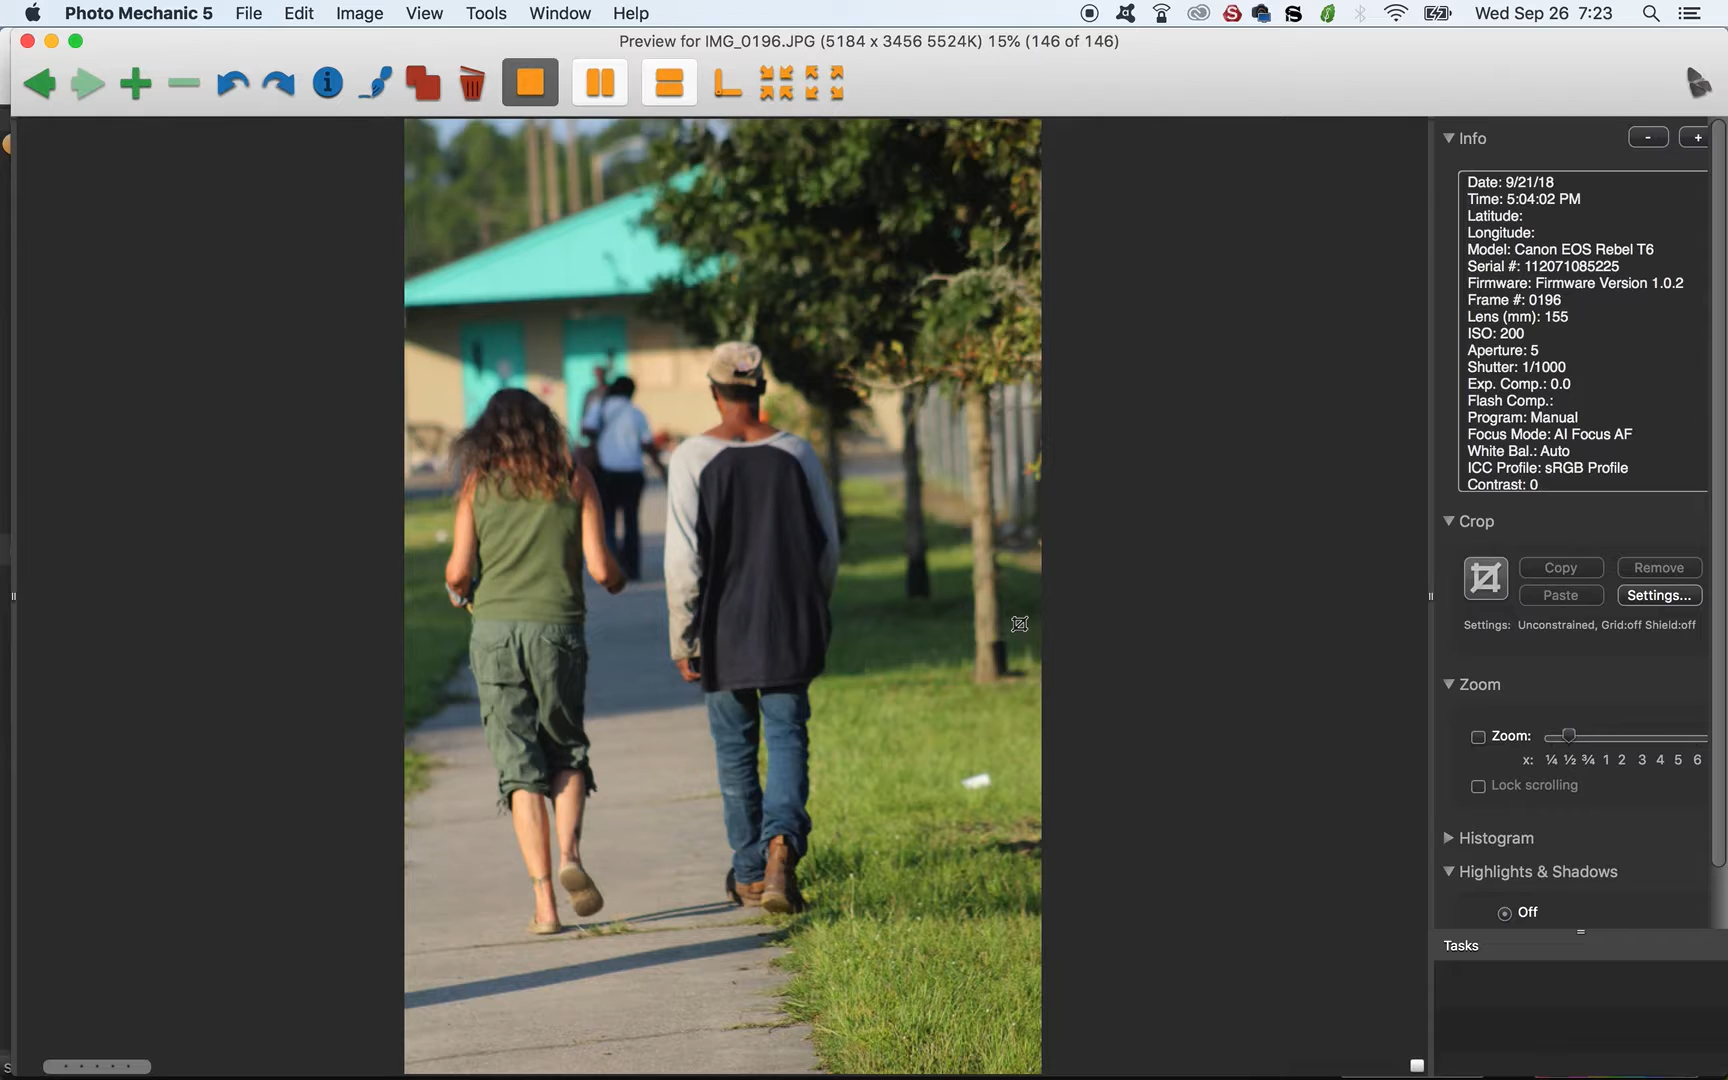 Photo Mechanic 5 File Edit Image View Tools Window Help Wed Sep 26 7:23
Preview for IMG_0196.JPG (5184 x 3456 5524K) 15% (146 of 146)
Info - +
Date: 9/21/18
Time: 5:04:02 PM
Latitude:
Longitude:
Model: Canon EOS Rebel T6
Serial #: 112071085225
Firmware: Firmware Version 1.0.2
Frame #: 0196
Lens (mm): 155
ISO: 200
Aperture: 5
Shutter: 1/1000
Exp. Comp.: 0.0
Flash Comp.:
Program: Manual
Focus Mode: AI Focus AF
White Bal.: Auto
ICC Profile: sRGB Profile
Contrast: 0
Crop
Copy Remove
Paste Settings...
Settings: Unconstrained, Grid:off Shield:off
Zoom
Zoom:
x: ¼ ½ ¾ 1 2 3 4 5 6
Lock scrolling
Histogram
Highlights & Shadows
Off
Tasks